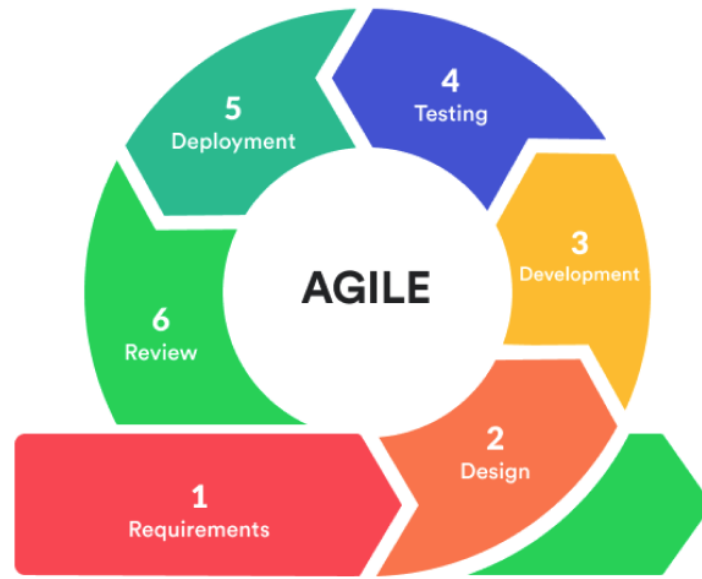 AGILE
1
Requirements
2
Design
3
Development
4
Testing
5
Deployment
6
Review